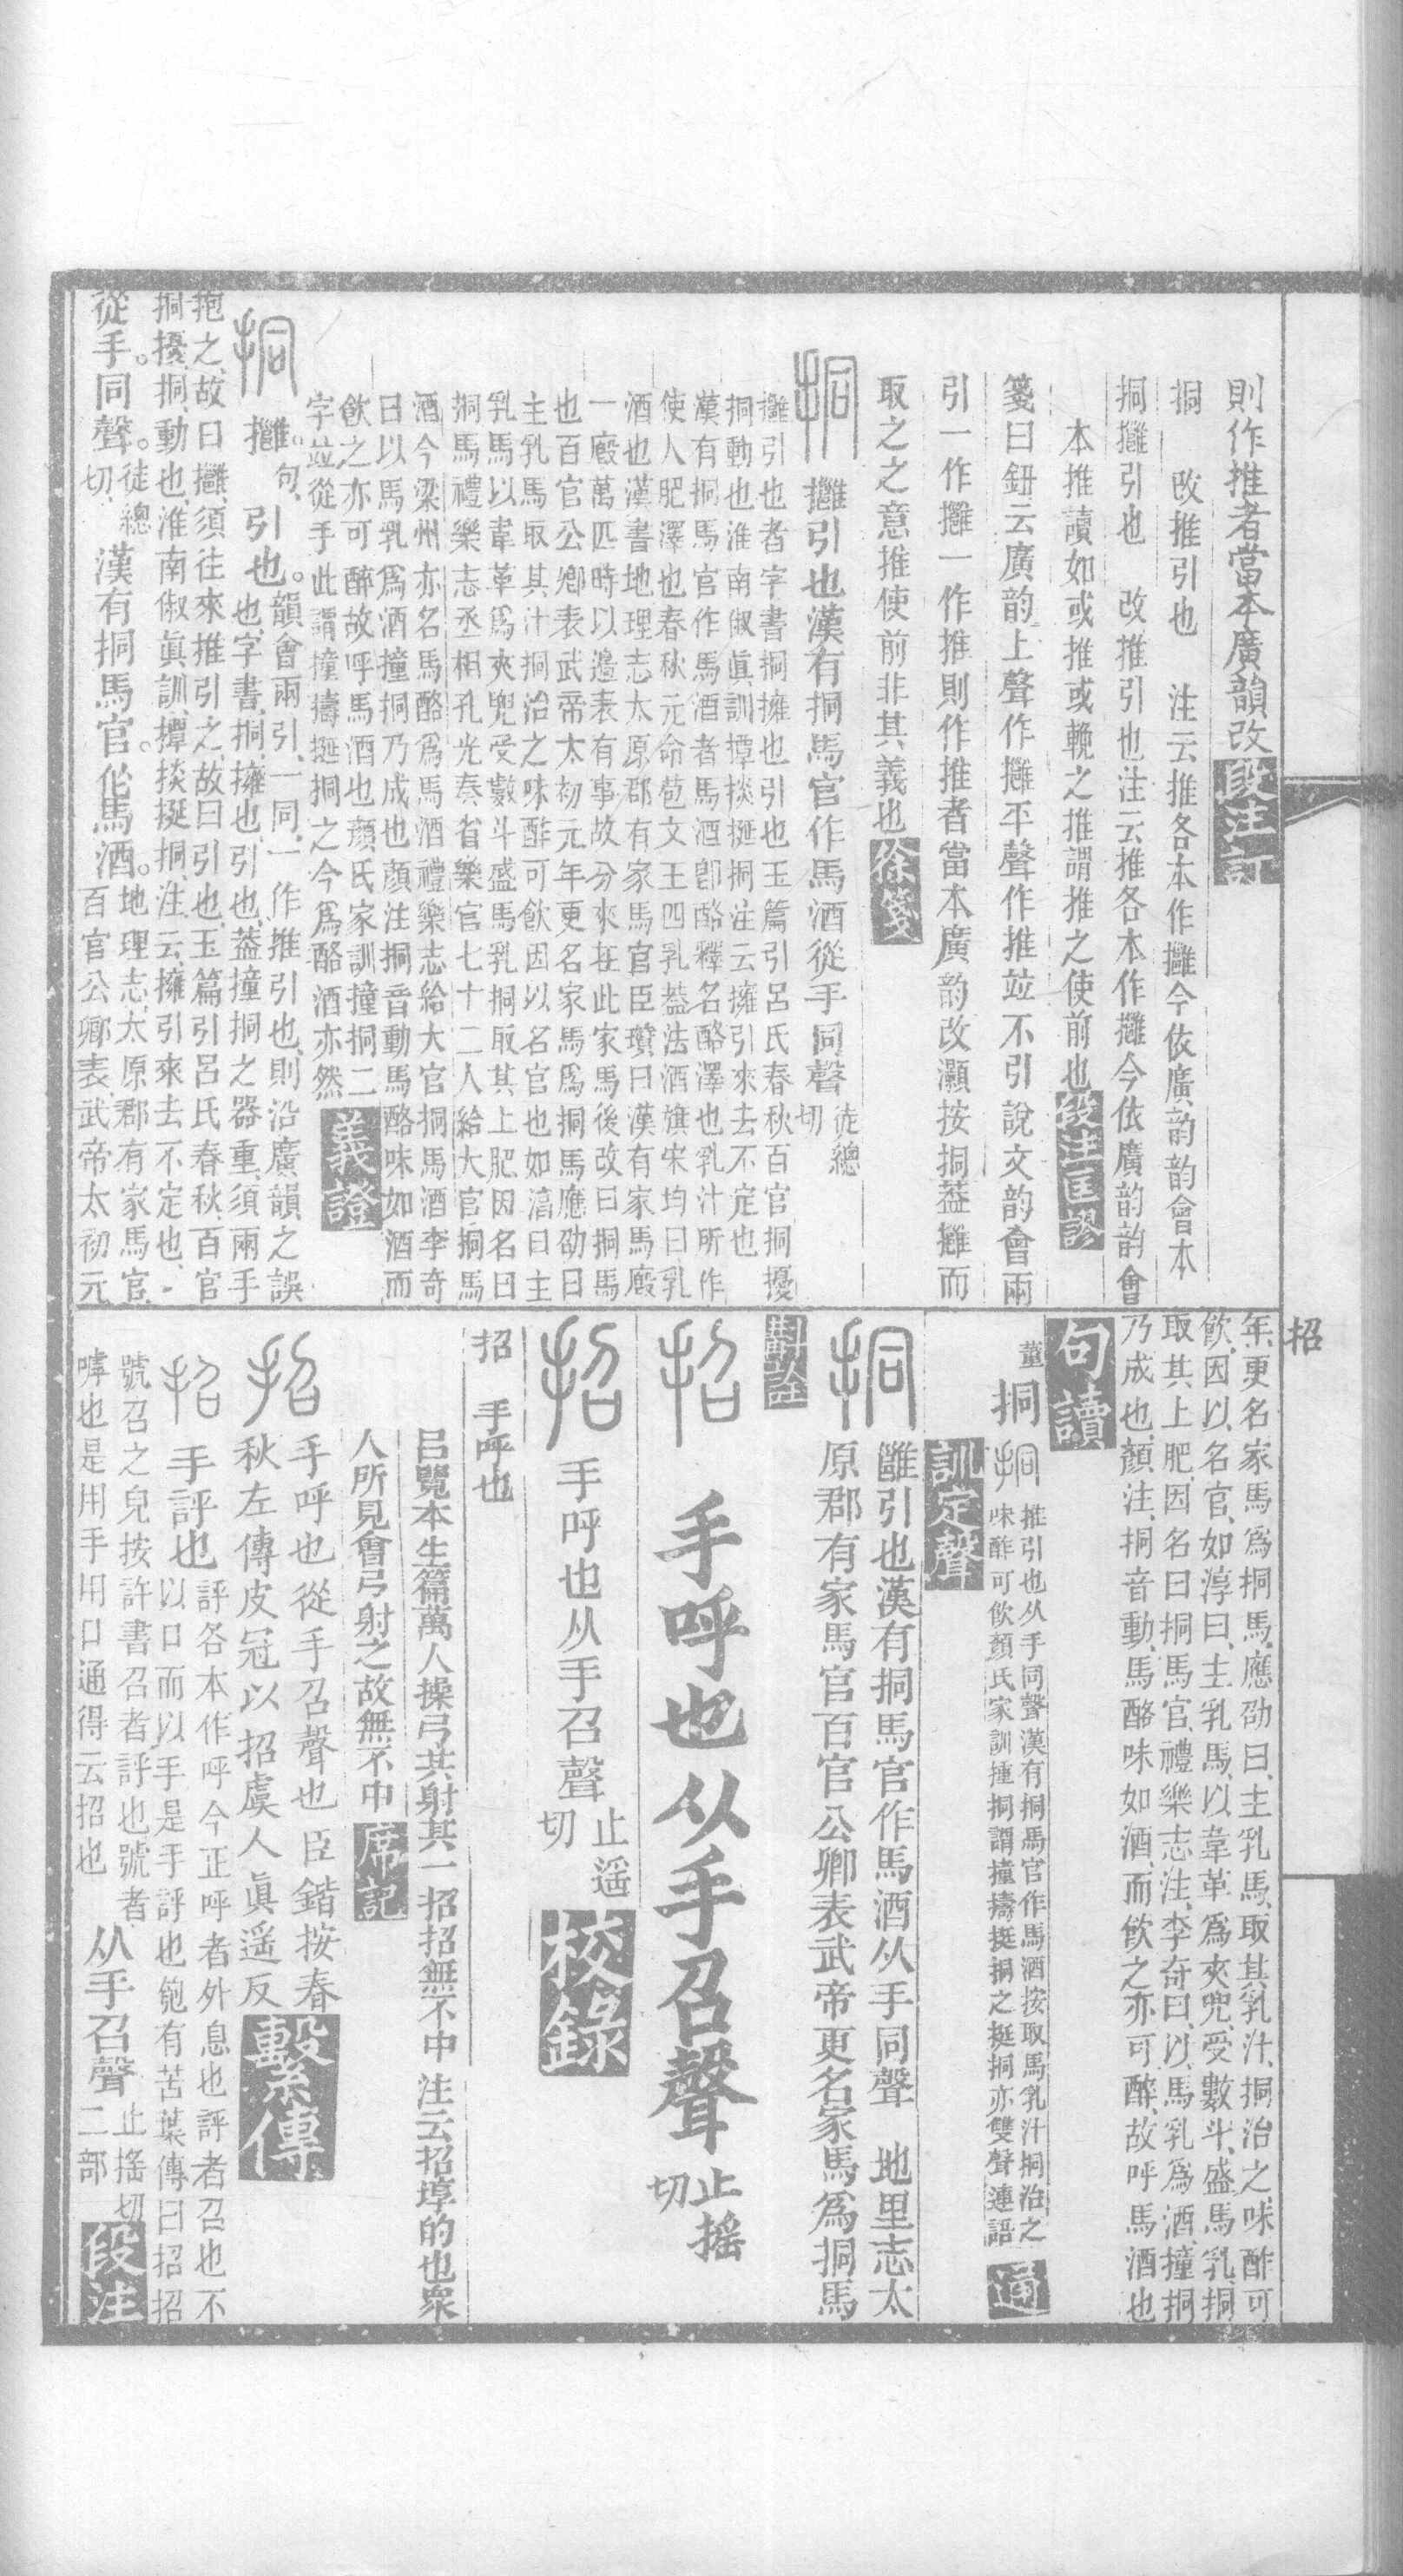 則作推者當本廣韻改段注訂
挏　改推引也　注云推各本作㩴今依廣韵韵會本
挏㩴引也　改推引也注云推各本作㩴今依廣韵韵會
本推讀如或推或輓之推謂推之使前也段注匡謬
箋曰鈕云廣韵上聲作㩴平聲作推竝不引說文韵會兩
引一作㩴一作推則作推者當本廣韵改灝按挏葢㩴而
取之之意推使前非其義也徐箋
挏㩴引也漢有挏馬官作馬酒從手同聲徒總切
㩴引也者字書挏擁也引也玉篇引呂氏春秋百官挏擾
挏動也淮南俶眞訓撢掞挻挏注云擁引來去不定也
漢有挏馬官作馬酒者馬酒卽酪釋名酪澤也乳汁所作
使人肥澤也春秋元命苞文王四乳葢法酒旗宋均曰乳
酒也漢書地理志太原郡有家馬官臣瓚曰漢有家馬廄
一廄萬匹時以邊表有事故分來在此家馬後改曰挏馬
也百官公卿表武帝太初元年更名家馬爲挏馬應劭曰
主乳馬取其汁挏治之味酢可飲因以名官也如淳曰主
乳馬以韋革爲夾兜受數斗盛馬乳挏取其上肥因名曰
挏馬禮樂志丞相孔光奏省樂官七十二人給大官挏馬
酒今梁州亦名馬酪爲馬酒禮樂志給大官挏馬酒李奇
曰以馬乳爲酒撞挏乃成也顏注挏音動馬酪味如酒而
飲之亦可醉故呼馬酒也顏氏家訓撞挏二
字竝從手此謂撞擣挻挏之今爲酪酒亦然義證
挏㩴。句、引也。韻會兩引、一同、一作推引也、則沿廣韻之誤
也、字書、挏、擁也、引也、葢撞挏之器重、須兩手
抱之、故曰㩴、須往來推引之、故曰引也、玉篇引呂氏春秋、百官
挏擾、挏、動也、淮南俶眞訓、撢掞挻挏、注云、擁引來去不定也、
從手。同聲。徒總切、漢有挏馬官。作馬酒。地理志、太原郡有家馬官、
百官公卿表武帝太初元
招
年、更名家馬爲挏馬、應劭曰、主乳馬、取其乳汁、挏治之、味酢可
飲、因以名官、如淳曰、主乳馬、以韋革爲夾兜、受數斗、盛馬乳、挏
取其上肥、因名曰挏馬官、禮樂志注、李奇曰、以馬乳爲酒、撞挏
乃成也、顏注、挏音動、馬酪味如酒、而飲之亦可醉、故呼馬酒也
句讀
董挏挏推引也从手同聲漢有挏馬官作馬酒按取馬乳汁挏治之
味酢可飲顏氏家訓撞挏謂撞擣挻挏之挻挏亦雙聲連語通
訓定聲
挏㩴引也漢有挏馬官作馬酒从手同聲　地里志太
原郡有家馬官百官公卿表武帝更名家馬爲挏馬
斠詮
招　手呼也从手召聲止搖切
招手呼也从手召聲止遥切校錄
招　手呼也
呂覽本生篇萬人操弓共射其一招招無不中　注云招埻的也衆
人所見會弓射之故無不中席記
招手呼也從手召聲也臣鍇按春
秋左傳皮冠以招虞人眞遥反繫傳
招手評也評各本作呼今正呼者外息也評者召也不
以口而以手是手評也匏有苦葉傳曰招招
號召之皃按許書召者評也號者
嘑也是用手用口通得云招也　从手召聲止搖切二部段注